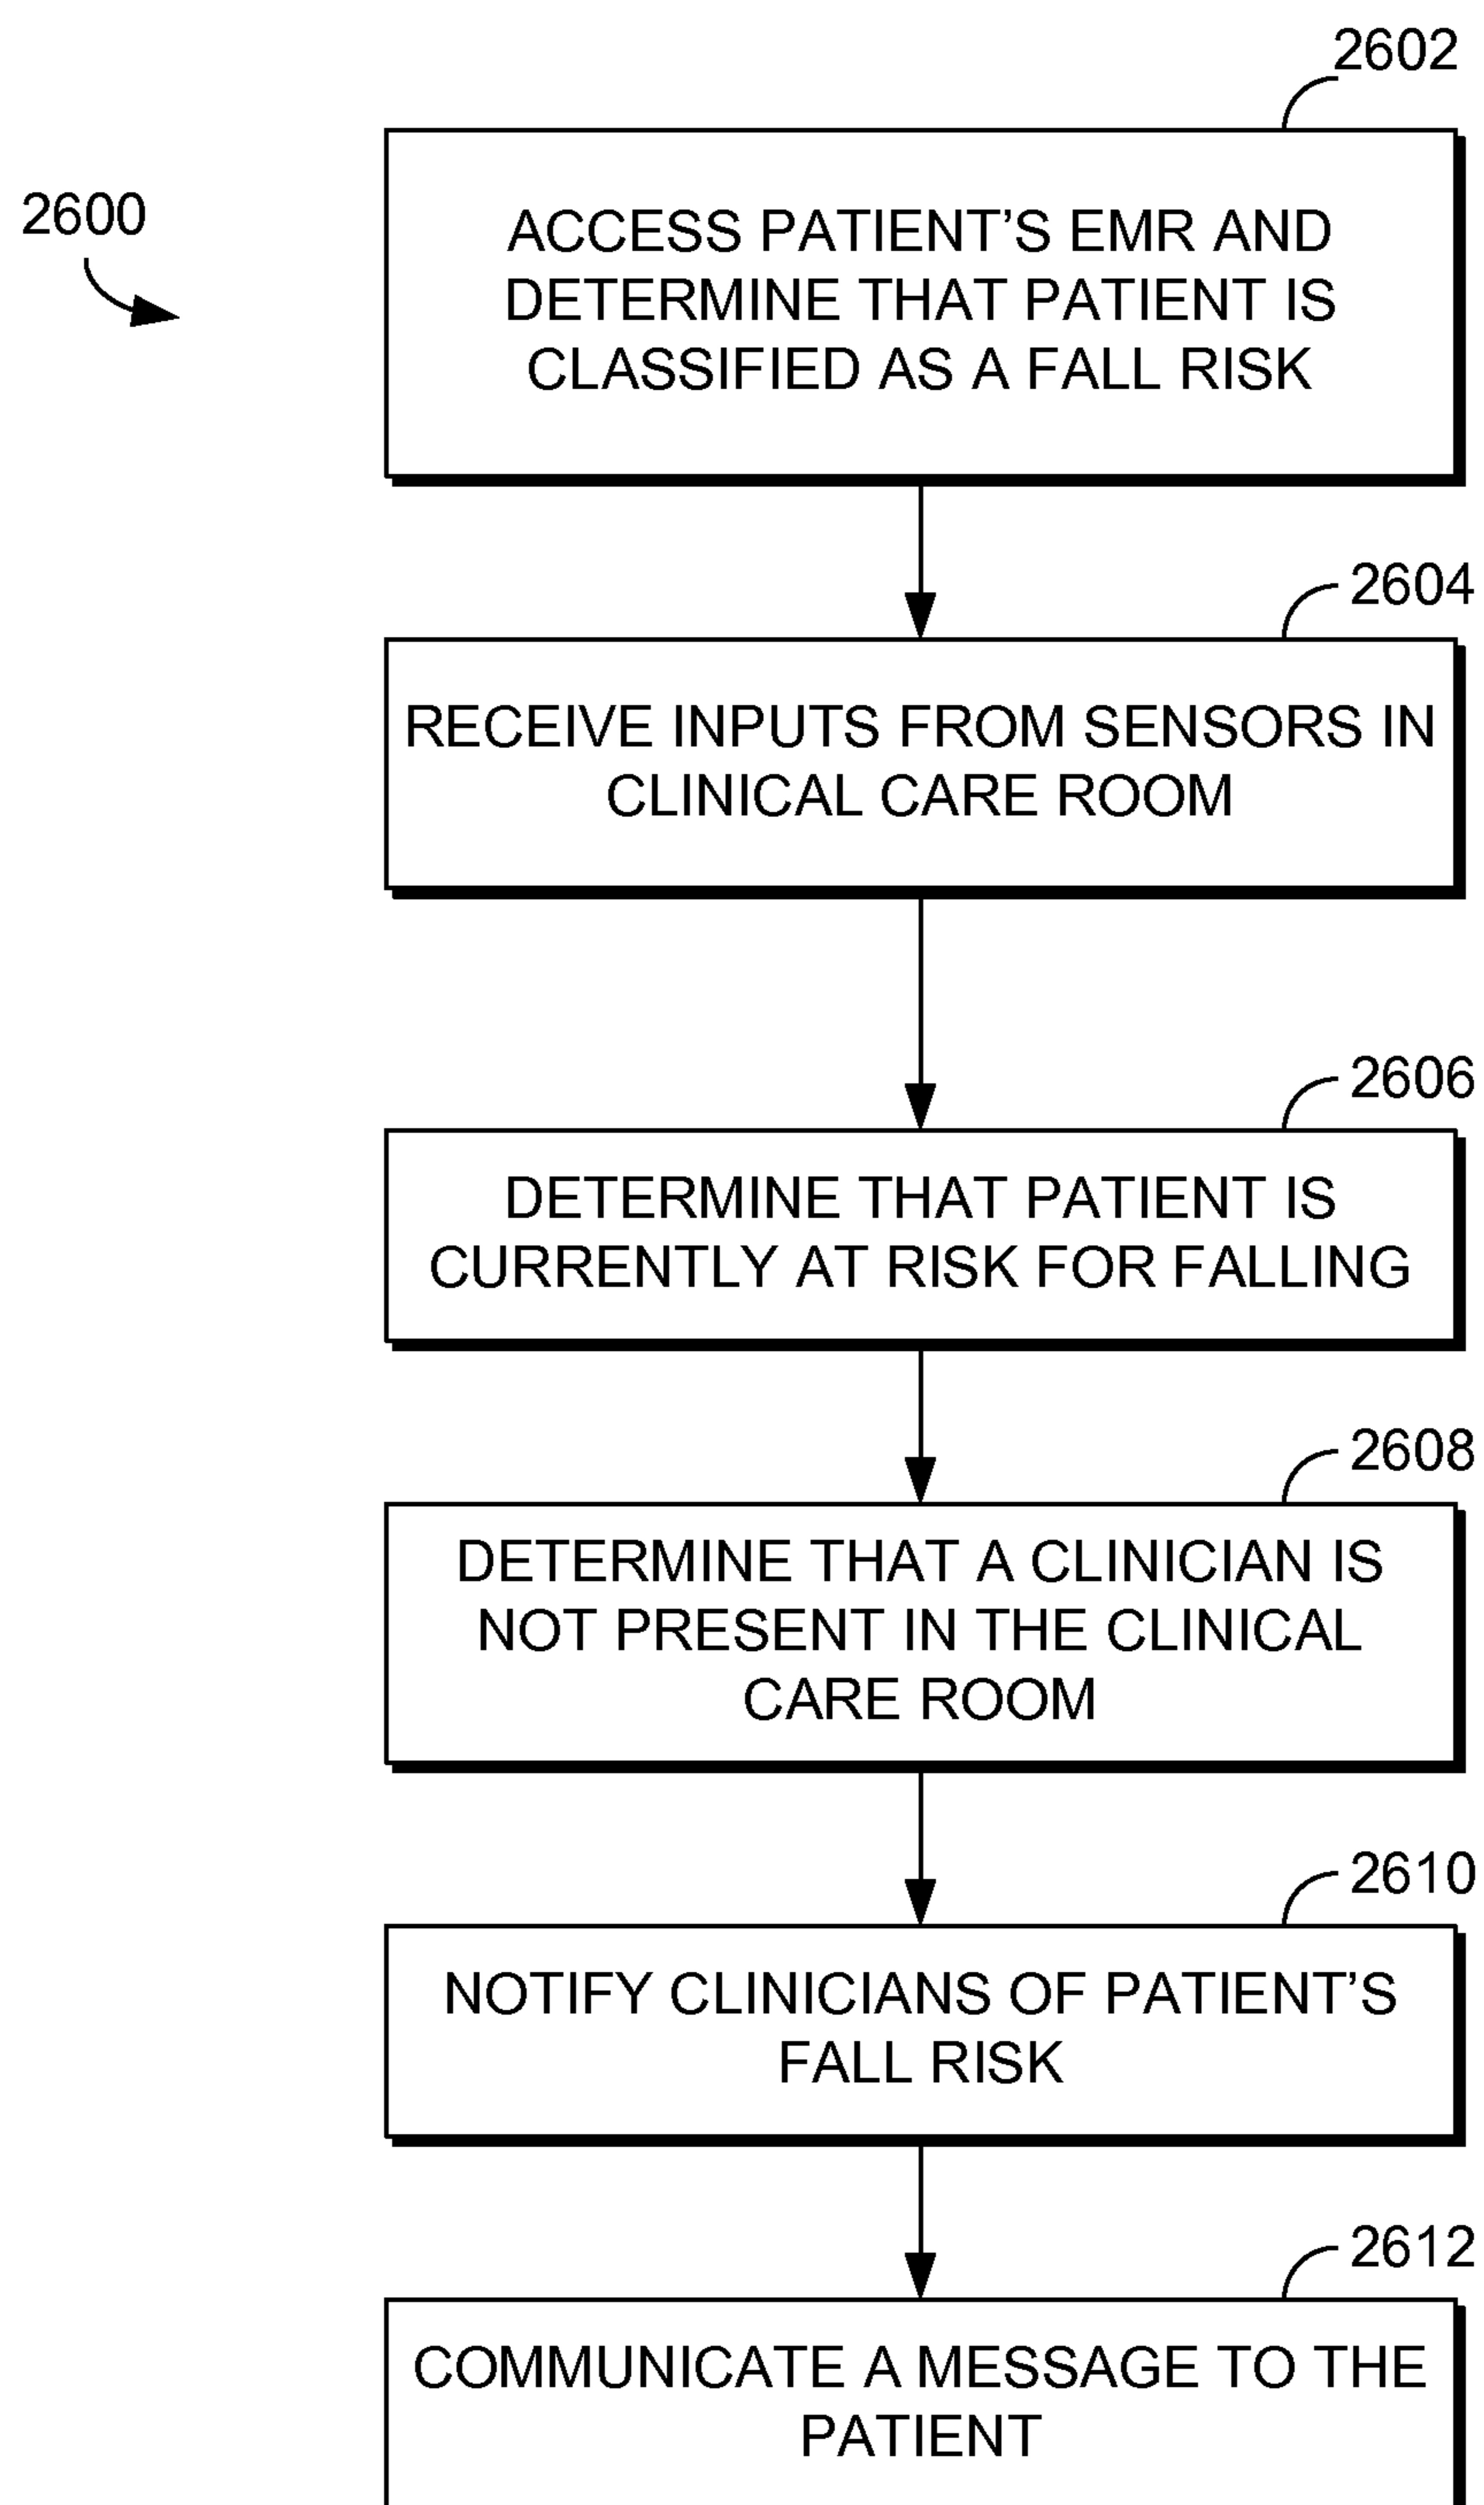 2602
2600
ACCESS PATIENT’S EMR AND
DETERMINE THAT PATIENT IS
CLASSIFIED AS A FALL RISK
2604
RECEIVE INPUTS FROM SENSORS IN
CLINICAL CARE ROOM
2606
DETERMINE THAT PATIENT IS
CURRENTLY AT RISK FOR FALLING
2608
DETERMINE THAT A CLINICIAN IS
NOT PRESENT IN THE CLINICAL
CARE ROOM
2610
NOTIFY CLINICIANS OF PATIENT’S
FALL RISK
2612
COMMUNICATE A MESSAGE TO THE
PATIENT